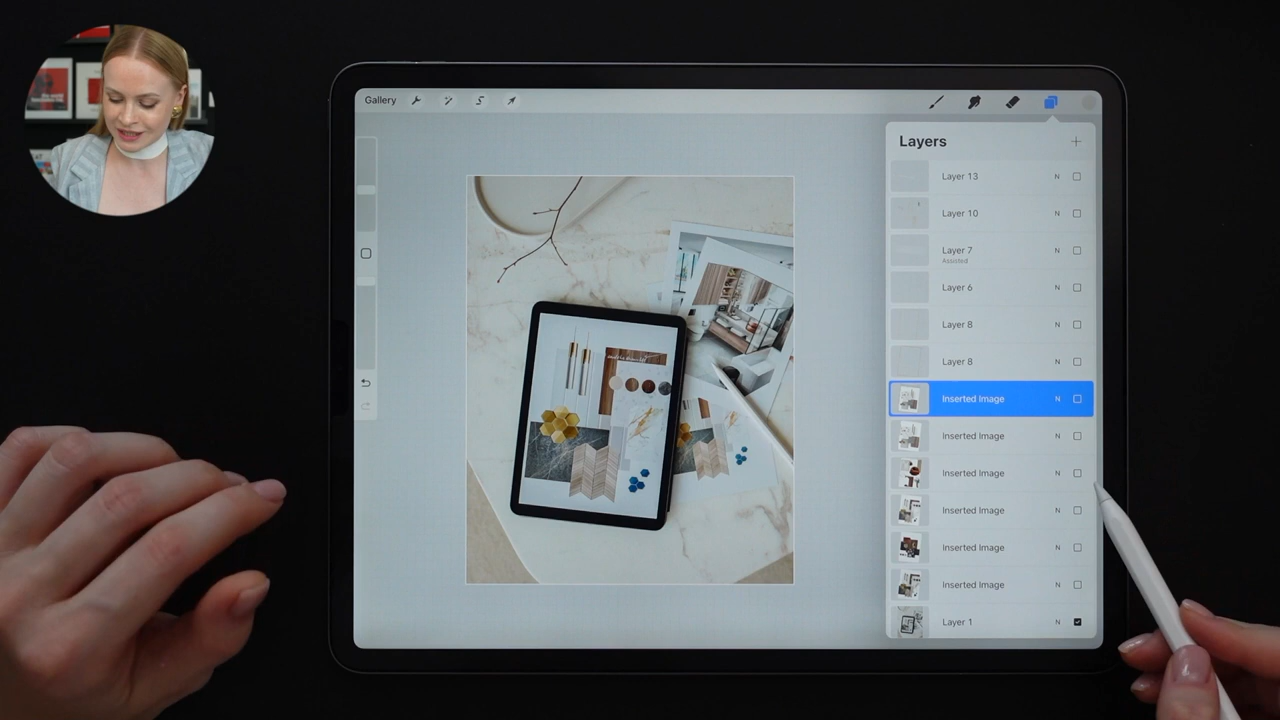 Gallery
Layers
Layer 13 N
Layer 10 N
Layer 7 N
Assisted
Layer 6 N
Layer 8 N
Layer 8 N
Inserted Image N
Inserted Image N
Inserted Image N
Inserted Image N
Inserted Image N
Inserted Image N
Layer 1 N